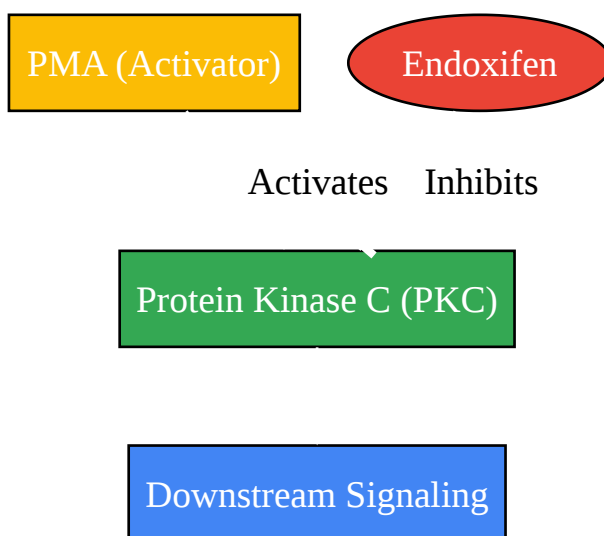 PMA (Activator)
Endoxifen
Activates
Inhibits
Protein Kinase C (PKC)
Downstream Signaling